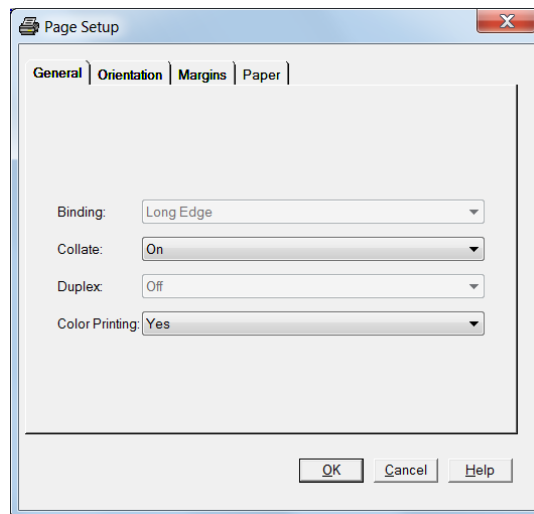 Page Setup
General Orientation Margins Paper
Binding: Long Edge
Collate: On
Duplex: Off
Color Printing: Yes
OK Cancel Help